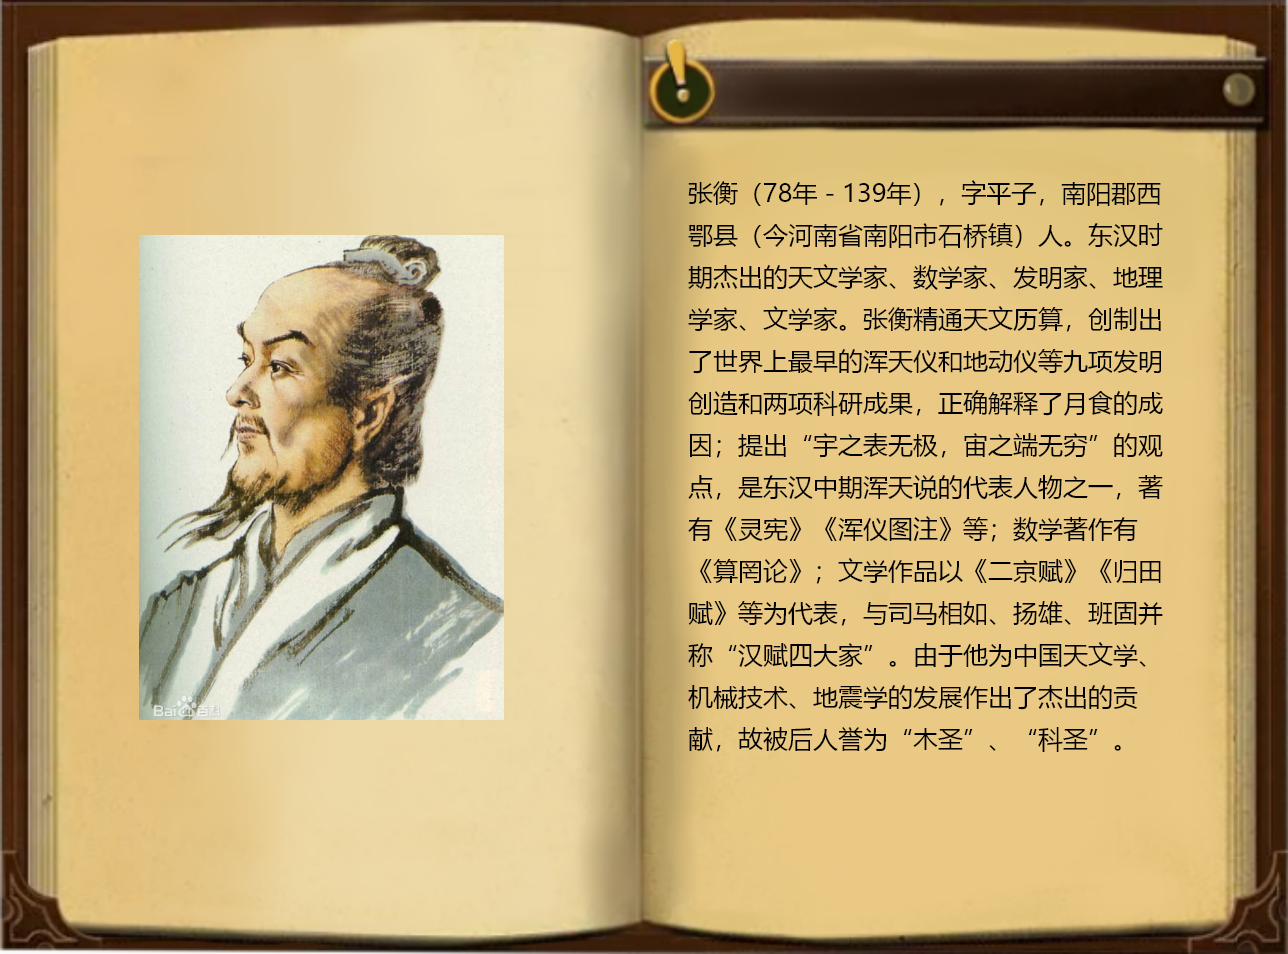 张衡（78年－139年），字平子，南阳郡西
鄂县（今河南省南阳市石桥镇）人。东汉时
期杰出的天文学家、数学家、发明家、地理
学家、文学家。张衡精通天文历算，创制出
了世界上最早的浑天仪和地动仪等九项发明
创造和两项科研成果，正确解释了月食的成
因；提出“宇之表无极，宙之端无穷”的观
点，是东汉中期浑天说的代表人物之一，著
有《灵宪》《浑仪图注》等；数学著作有
《算罔论》；文学作品以《二京赋》《归田
赋》等为代表，与司马相如、扬雄、班固并
称“汉赋四大家”。由于他为中国天文学、
机械技术、地震学的发展作出了杰出的贡
献，故被后人誉为“木圣”、“科圣”。
Bai百科